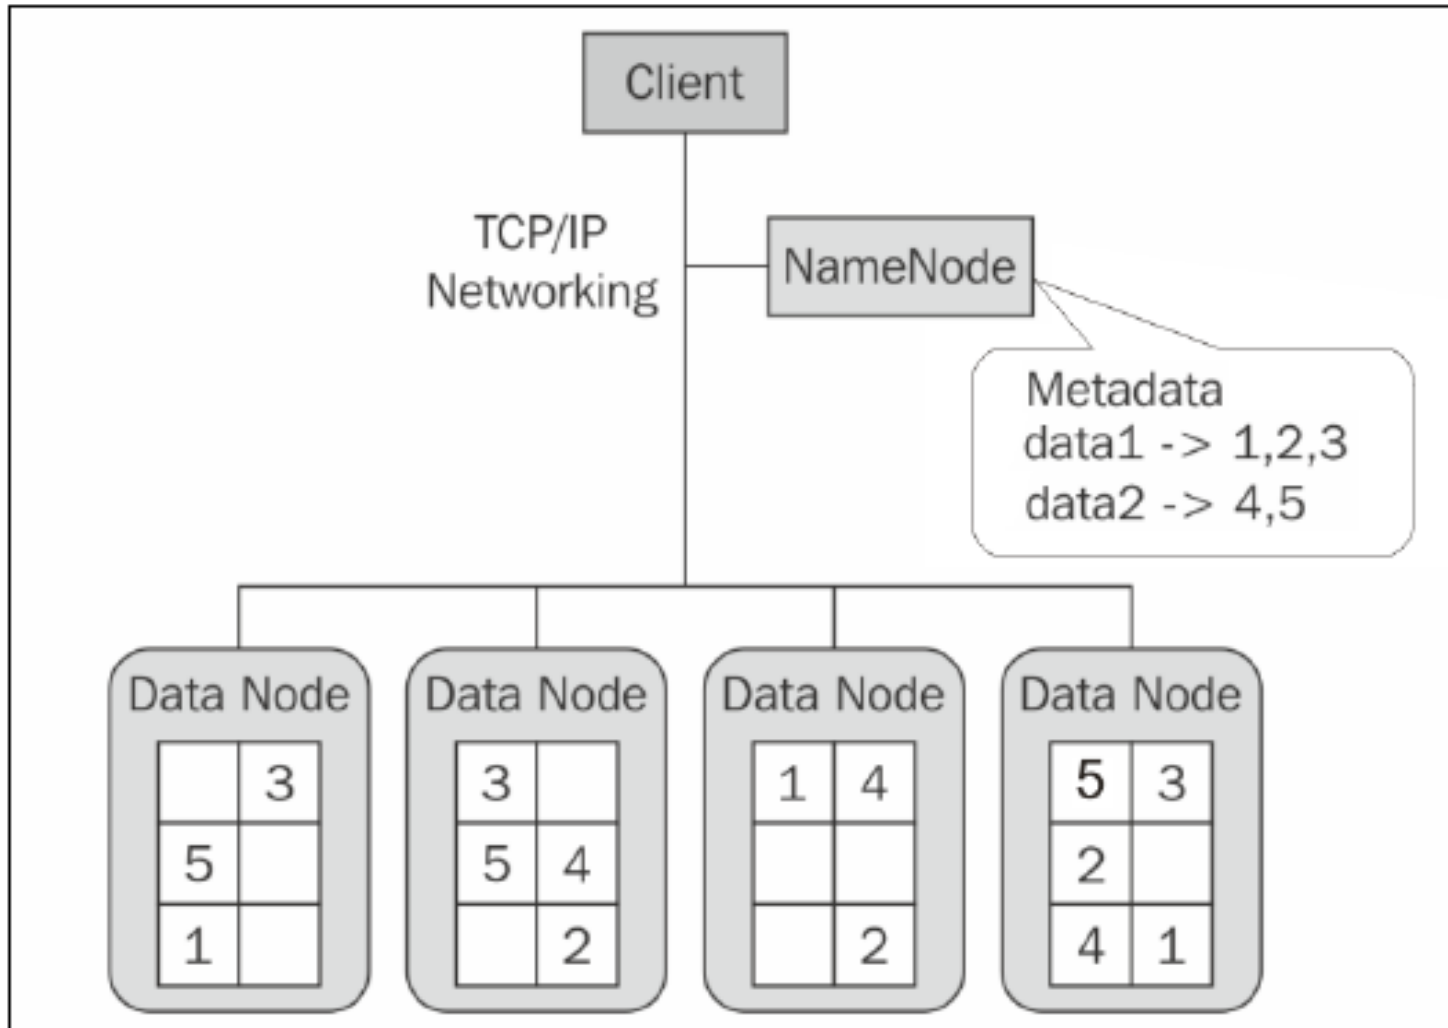 Client
TCP/IP
Networking
NameNode
Metadata
data1 -> 1,2,3
data2 -> 4,5
Data Node
3
5
1
Data Node
3
5 4
2
Data Node
1 4
2
Data Node
5 3
2
4 1